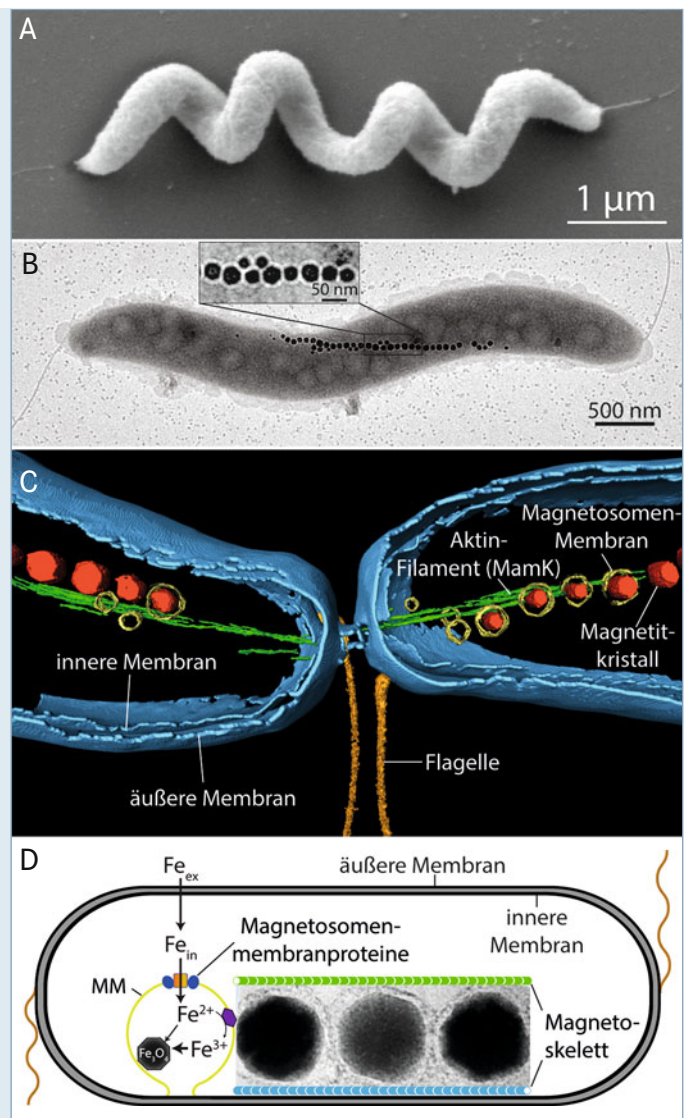 A
1 µm
B
50 nm
500 nm
C
Magnetosomen-
Membran
Aktin-
Filament (MamK)
Magnetit-
kristall
innere Membran
Flagelle
äußere Membran
D
Fe ex
äußere Membran
innere
Membran
Fe in
Magnetosomen-
membranproteine
MM
Fe²⁺
Fe³⁺
Fe₃O₄
Magneto-
skelett